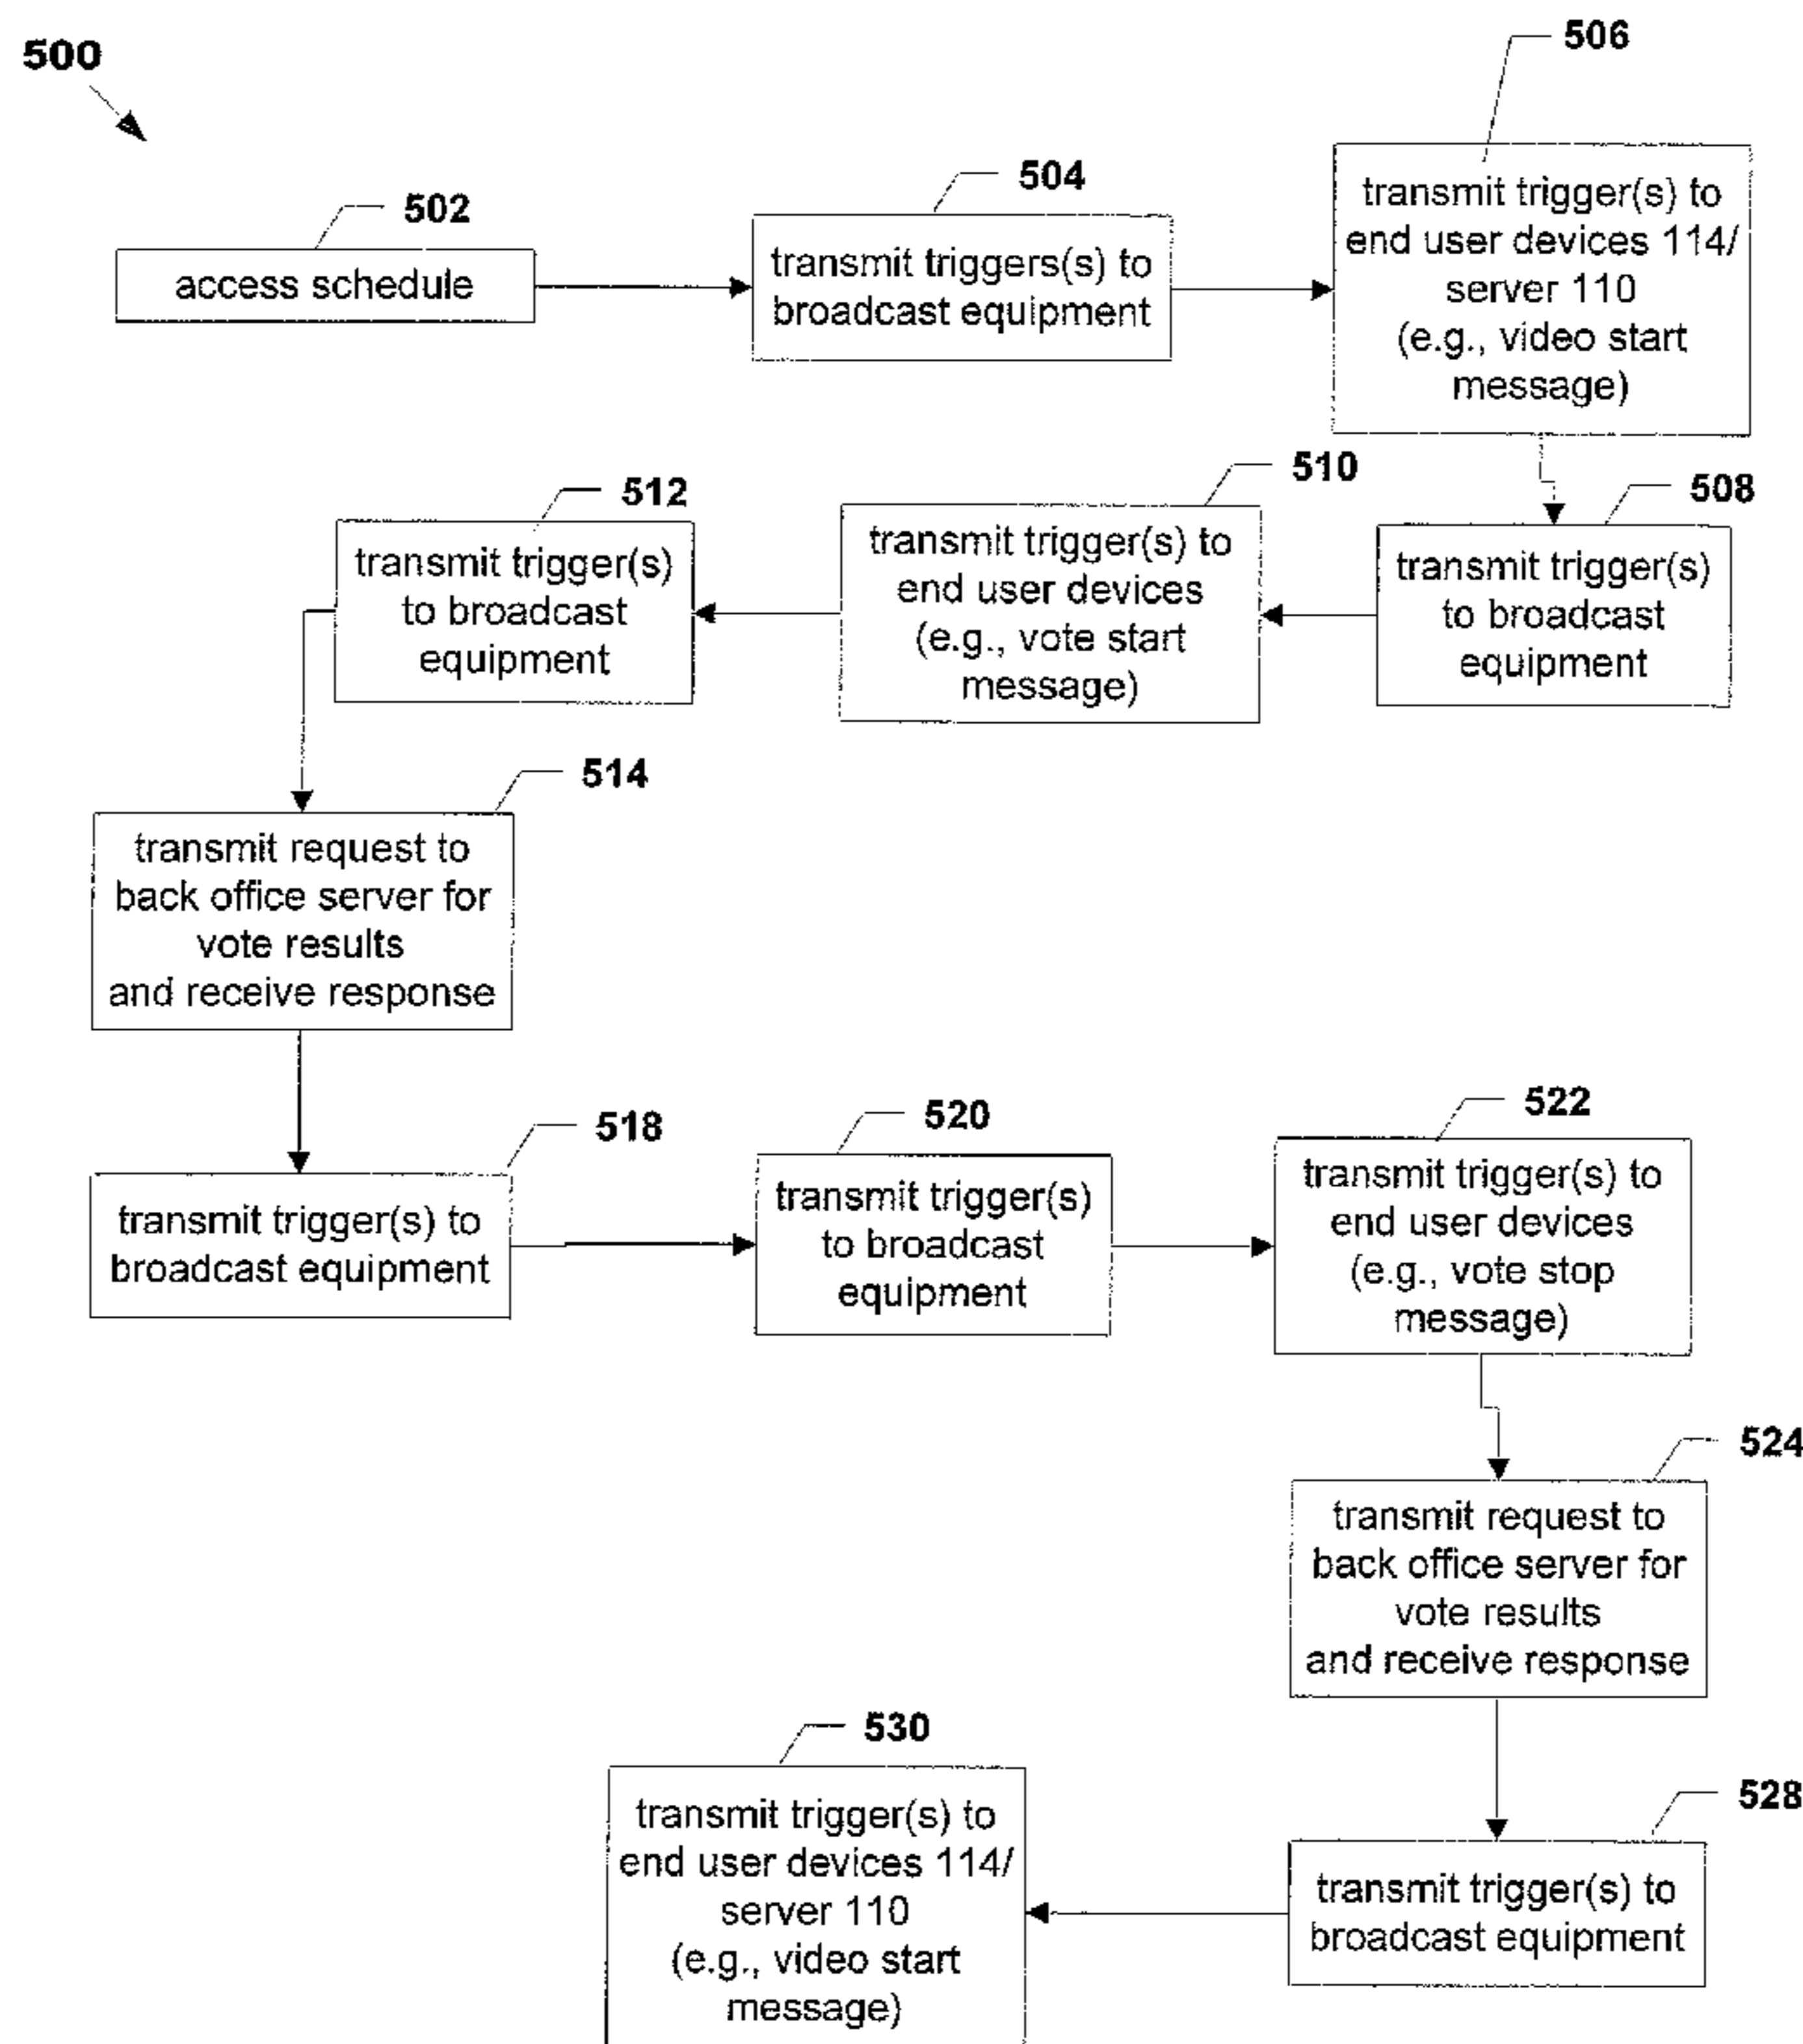 500
502
access schedule
504
transmit triggers(s) to
broadcast equipment
506
transmit trigger(s) to
end user devices 114/
server 110
(e.g., video start
message)
508
transmit trigger(s)
to broadcast
equipment
510
transmit trigger(s) to
end user devices
(e.g., vote start
message)
512
transmit trigger(s)
to broadcast
equipment
514
transmit request to
back office server for
vote results
and receive response
518
transmit trigger(s) to
broadcast equipment
520
transmit trigger(s)
to broadcast
equipment
522
transmit trigger(s) to
end user devices
(e.g., vote stop
message)
524
transmit request to
back office server for
vote results
and receive response
528
transmit trigger(s) to
broadcast equipment
530
transmit trigger(s) to
end user devices 114/
server 110
(e.g., video start
message)